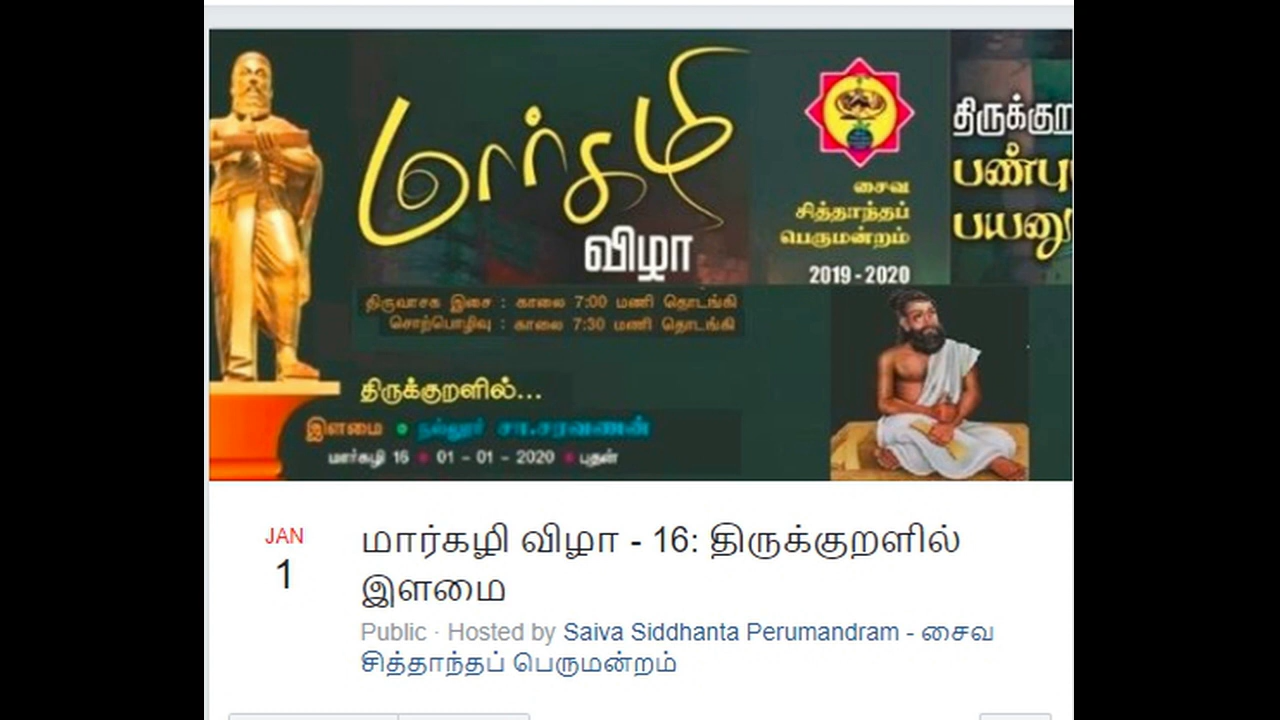 மார்கழி
விழா
சைவ
சித்தாந்தப்
பெருமன்றம்
2019 - 2020
திருவாசக இசை : காலை 7:00 மணி தொடங்கி
சொற்பொழிவு : காலை 7:30 மணி தொடங்கி
திருக்குறளில்...
இளமை நல்லூர் சா.சரவணன்
மார்கழி 16 01 - 01 - 2020 புதன்
JAN
1
மார்கழி விழா - 16: திருக்குறளில்
இளமை
Public · Hosted by Saiva Siddhanta Perumandram - சைவ
சித்தாந்தப் பெருமன்றம்